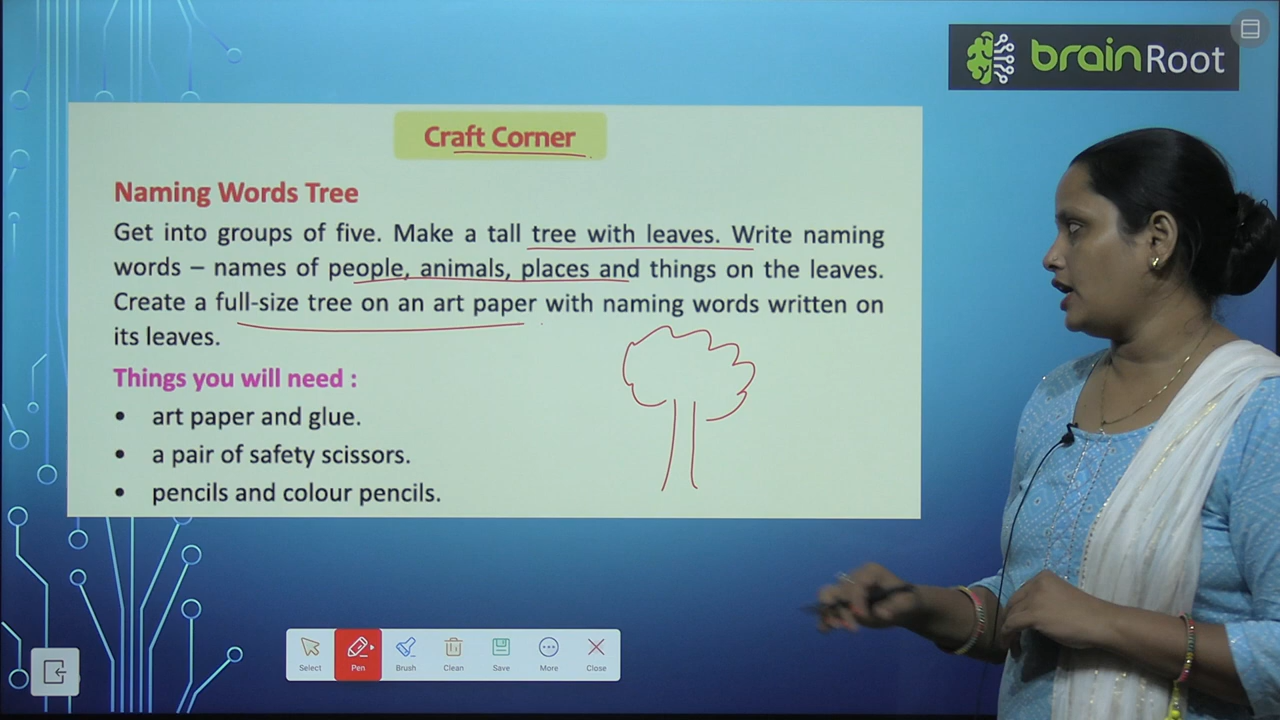 brainRoot
Craft Corner
Naming Words Tree
Get into groups of five. Make a tall tree with leaves. Write naming
words – names of people, animals, places and things on the leaves.
Create a full-size tree on an art paper with naming words written on
its leaves.
Things you will need :
• art paper and glue.
• a pair of safety scissors.
• pencils and colour pencils.
Select Pen Brush Clean Save More Close